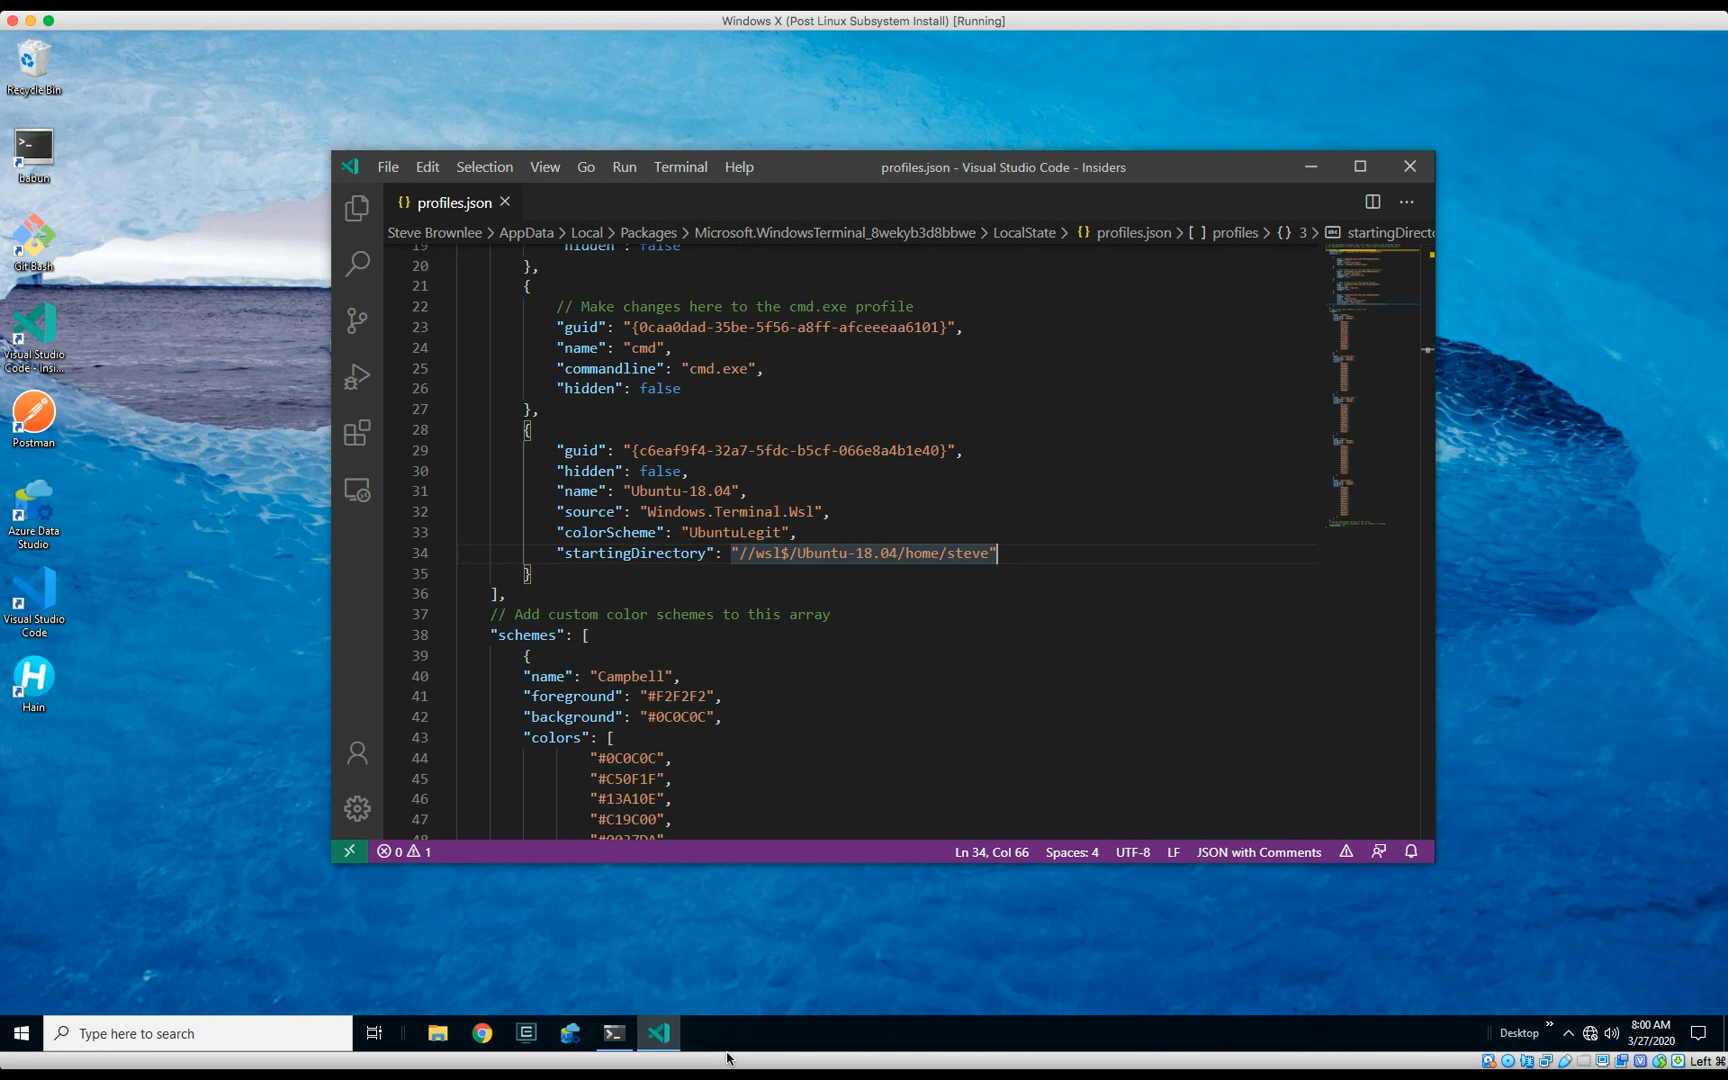 Windows X (Post Linux Subsystem Install) [Running]
Recycle Bin
babun
Git Bash
Visual Studio
Code - Insi...
Postman
Azure Data
Studio
Visual Studio
Code
Hain
File Edit Selection View Go Run Terminal Help
profiles.json - Visual Studio Code - Insiders
{} profiles.json ×
Steve Brownlee > AppData > Local > Packages > Microsoft.WindowsTerminal_8wekyb3d8bbwe > LocalState > {} profiles.json > [ ] profiles > {} 3 > abc startingDirecto
19 "hidden": false
20 },
21 {
22 // Make changes here to the cmd.exe profile
23 "guid": "{0caa0dad-35be-5f56-a8ff-afceeeaa6101}",
24 "name": "cmd",
25 "commandline": "cmd.exe",
26 "hidden": false
27 },
28 {
29 "guid": "{c6eaf9f4-32a7-5fdc-b5cf-066e8a4b1e40}",
30 "hidden": false,
31 "name": "Ubuntu-18.04",
32 "source": "Windows.Terminal.Wsl",
33 "colorScheme": "UbuntuLegit",
34 "startingDirectory": "//wsl$/Ubuntu-18.04/home/steve"
35 }
36 ],
37 // Add custom color schemes to this array
38 "schemes": [
39 {
40 "name": "Campbell",
41 "foreground": "#F2F2F2",
42 "background": "#0C0C0C",
43 "colors": [
44 "#0C0C0C",
45 "#C50F1F",
46 "#13A10E",
47 "#C19C00",
48 "#0037DA",
0 1
Ln 34, Col 66 Spaces: 4 UTF-8 LF JSON with Comments
Type here to search
Desktop
8:00 AM
3/27/2020
Left ⌘